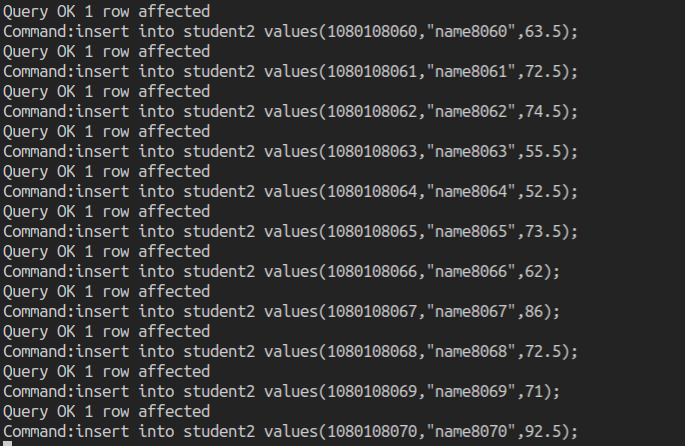 Query OK 1 row affected
Command:insert into student2 values(1080108060,"name8060",63.5);
Query OK 1 row affected
Command:insert into student2 values(1080108061,"name8061",72.5);
Query OK 1 row affected
Command:insert into student2 values(1080108062,"name8062",74.5);
Query OK 1 row affected
Command:insert into student2 values(1080108063,"name8063",55.5);
Query OK 1 row affected
Command:insert into student2 values(1080108064,"name8064",52.5);
Query OK 1 row affected
Command:insert into student2 values(1080108065,"name8065",73.5);
Query OK 1 row affected
Command:insert into student2 values(1080108066,"name8066",62);
Query OK 1 row affected
Command:insert into student2 values(1080108067,"name8067",86);
Query OK 1 row affected
Command:insert into student2 values(1080108068,"name8068",72.5);
Query OK 1 row affected
Command:insert into student2 values(1080108069,"name8069",71);
Query OK 1 row affected
Command:insert into student2 values(1080108070,"name8070",92.5);